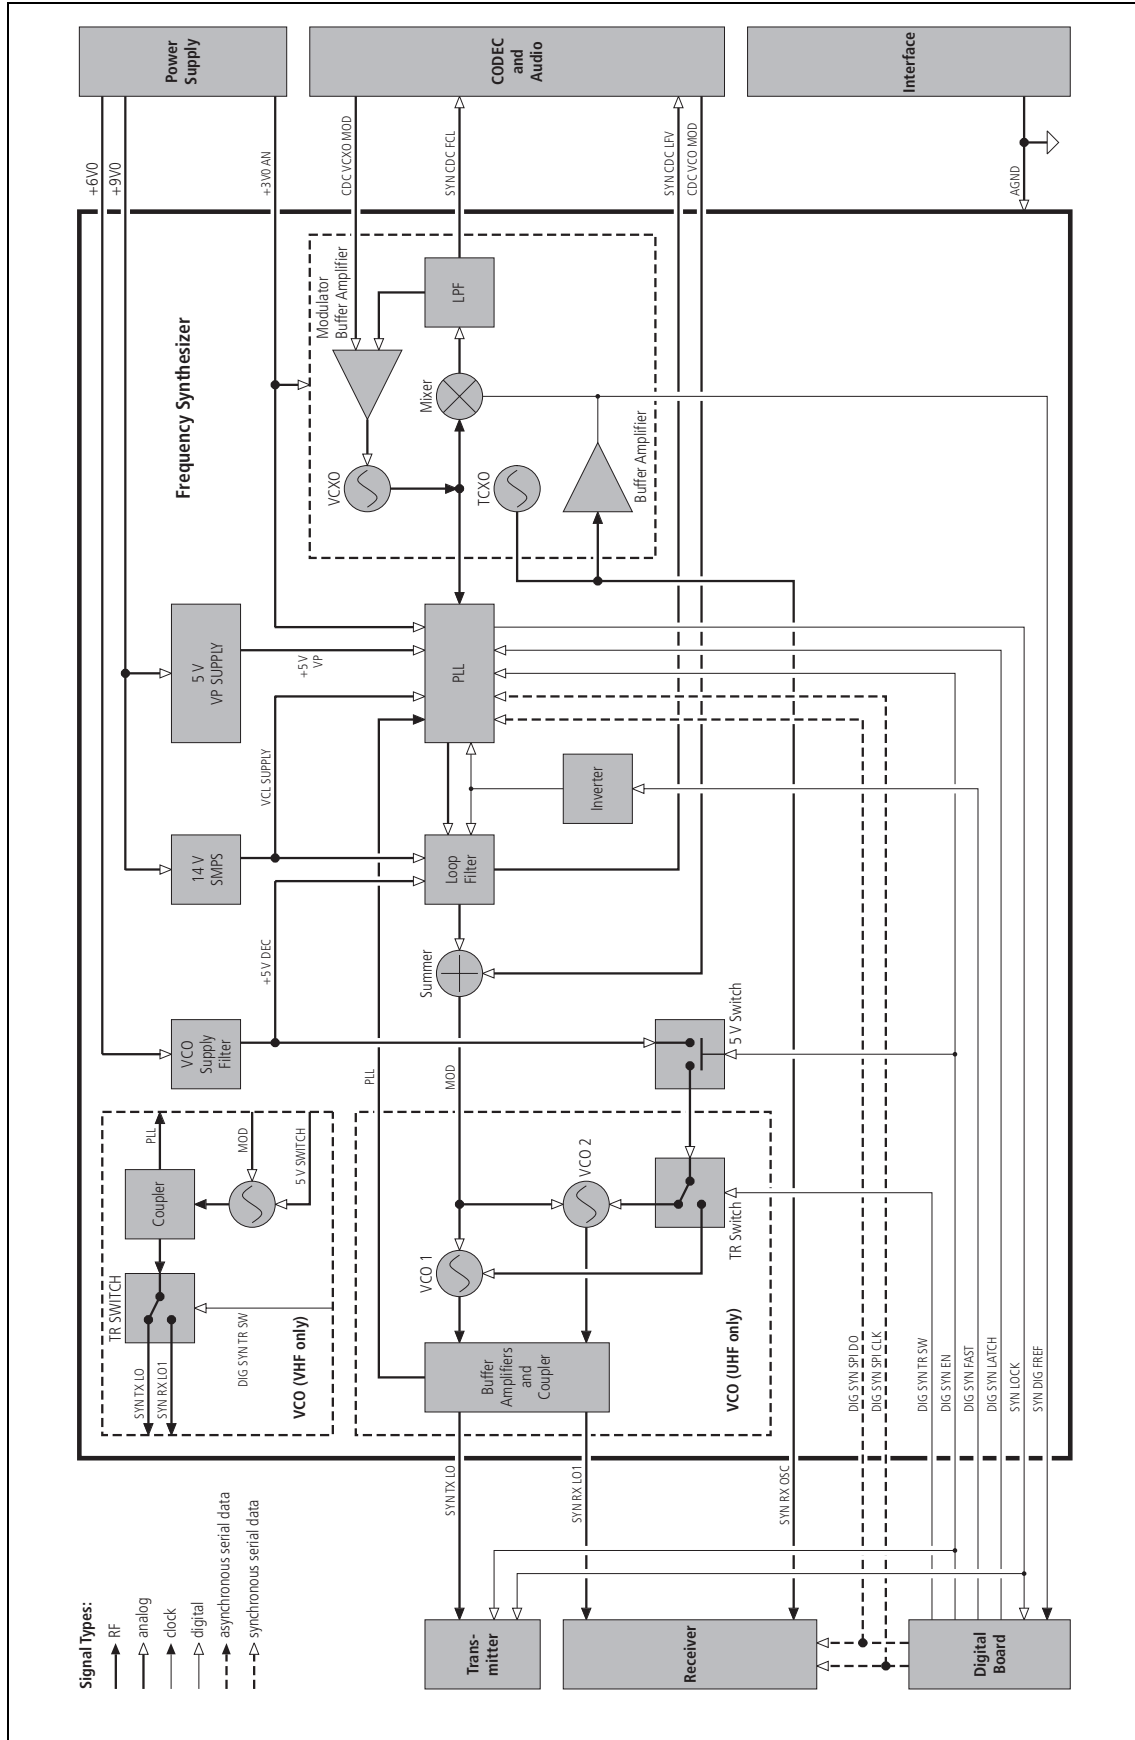 Power
Supply
CODEC
and
Audio
Interface
+6V0
+9V0
+3V0 AN
CDC VCXO MOD
SYN CDC FCL
SYN CDC LFV
CDC VCO MOD
AGND
Frequency Synthesizer
Modulator
Buffer Amplifier
LPF
Mixer
VCXO
TCXO
Buffer Amplifier
5 V
VP SUPPLY
+5 V
VP
PLL
VCL SUPPLY
14 V
SMPS
Loop
Filter
Inverter
+5 V DEC
Summer
VCO
Supply
Filter
5 V Switch
PLL
MOD
PLL
MOD
5 V SWITCH
Coupler
TR SWITCH
DIG SYN TR SW
SYN TX LO
SYN RX LO1
VCO (VHF only)
VCO 2
VCO 1
TR Switch
Buffer
Amplifiers
and
Coupler
VCO (UHF only)
DIG SYN SPI DO
DIG SYN SPI CLK
DIG SYN TR SW
DIG SYN EN
DIG SYN FAST
DIG SYN LATCH
SYN LOCK
SYN DIG FREF
SYN TX LO
SYN RX LO1
SYN RX OSC
Signal Types:
RF
analog
clock
digital
asynchronous serial data
synchronous serial data
Trans-
mitter
Receiver
Digital
Board